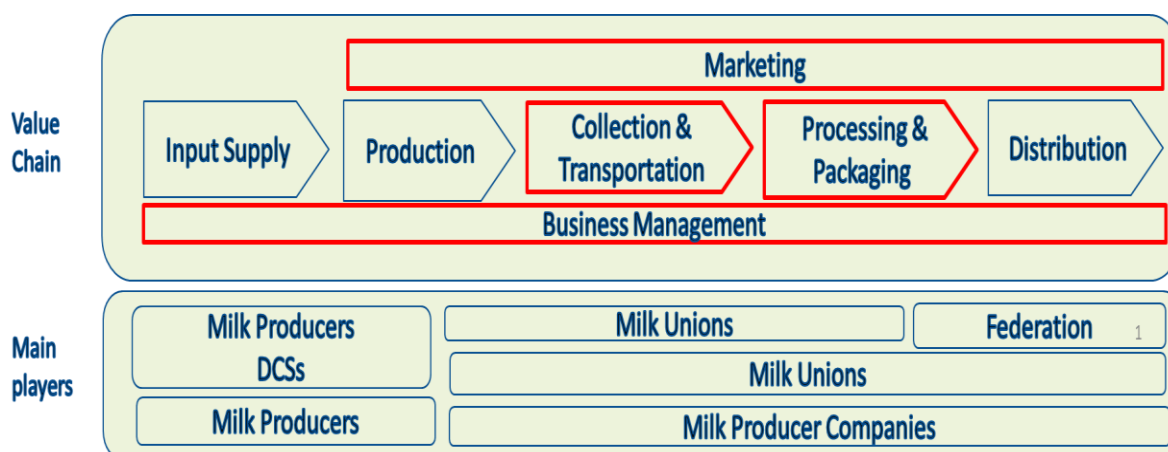 Marketing
Value
Chain
Input Supply
Production
Collection &
Transportation
Processing &
Packaging
Distribution
Business Management
Main
players
Milk Producers
DCSs
Milk Unions
Federation
1
Milk Unions
Milk Producers
Milk Producer Companies